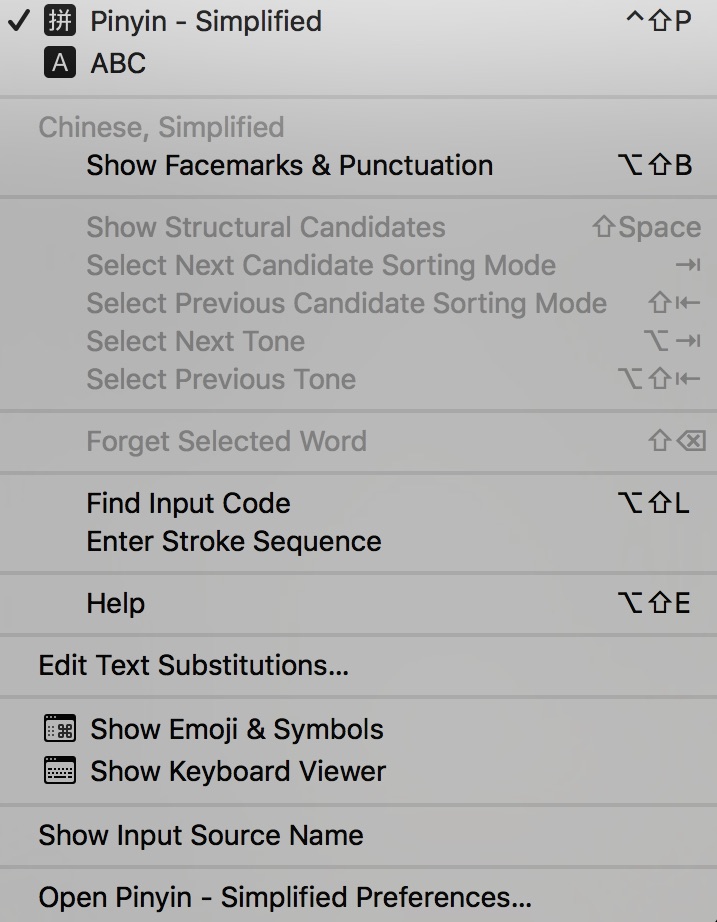 ✓ 拼 Pinyin - Simplified ^⇧P
A ABC
Chinese, Simplified
Show Facemarks & Punctuation ⌥⇧B
Show Structural Candidates ⇧Space
Select Next Candidate Sorting Mode ⇥
Select Previous Candidate Sorting Mode ⇧⇤
Select Next Tone ⌥⇥
Select Previous Tone ⌥⇧⇤
Forget Selected Word ⇧⌫
Find Input Code ⌥⇧L
Enter Stroke Sequence
Help ⌥⇧E
Edit Text Substitutions...
Show Emoji & Symbols
Show Keyboard Viewer
Show Input Source Name
Open Pinyin - Simplified Preferences...